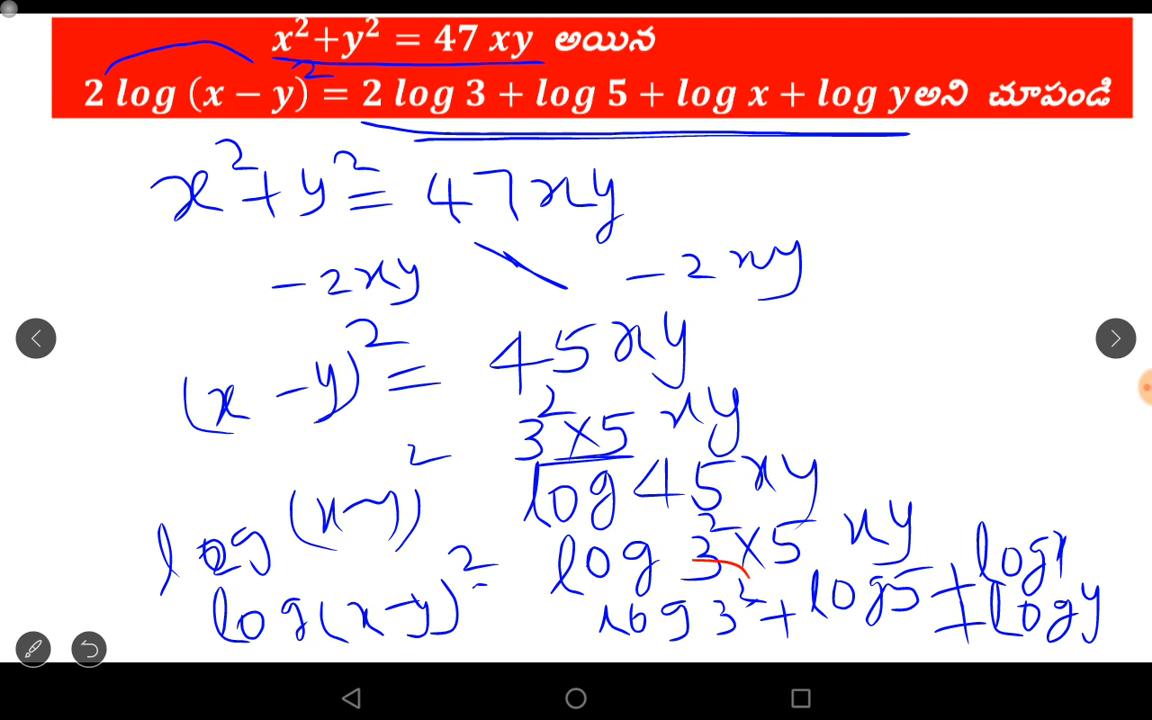 x²+y² = 47 xy అయిన
2 log (x − y)² = 2 log 3 + log 5 + log x + log y అని చూపండి
x²+y² = 47xy
−2xy −2xy
(x−y)² = 45xy
3²×5 xy
log 45xy
log (x−y)² log 3²×5 xy
log(x−y)² = log 3² + log 5 + log x + log y